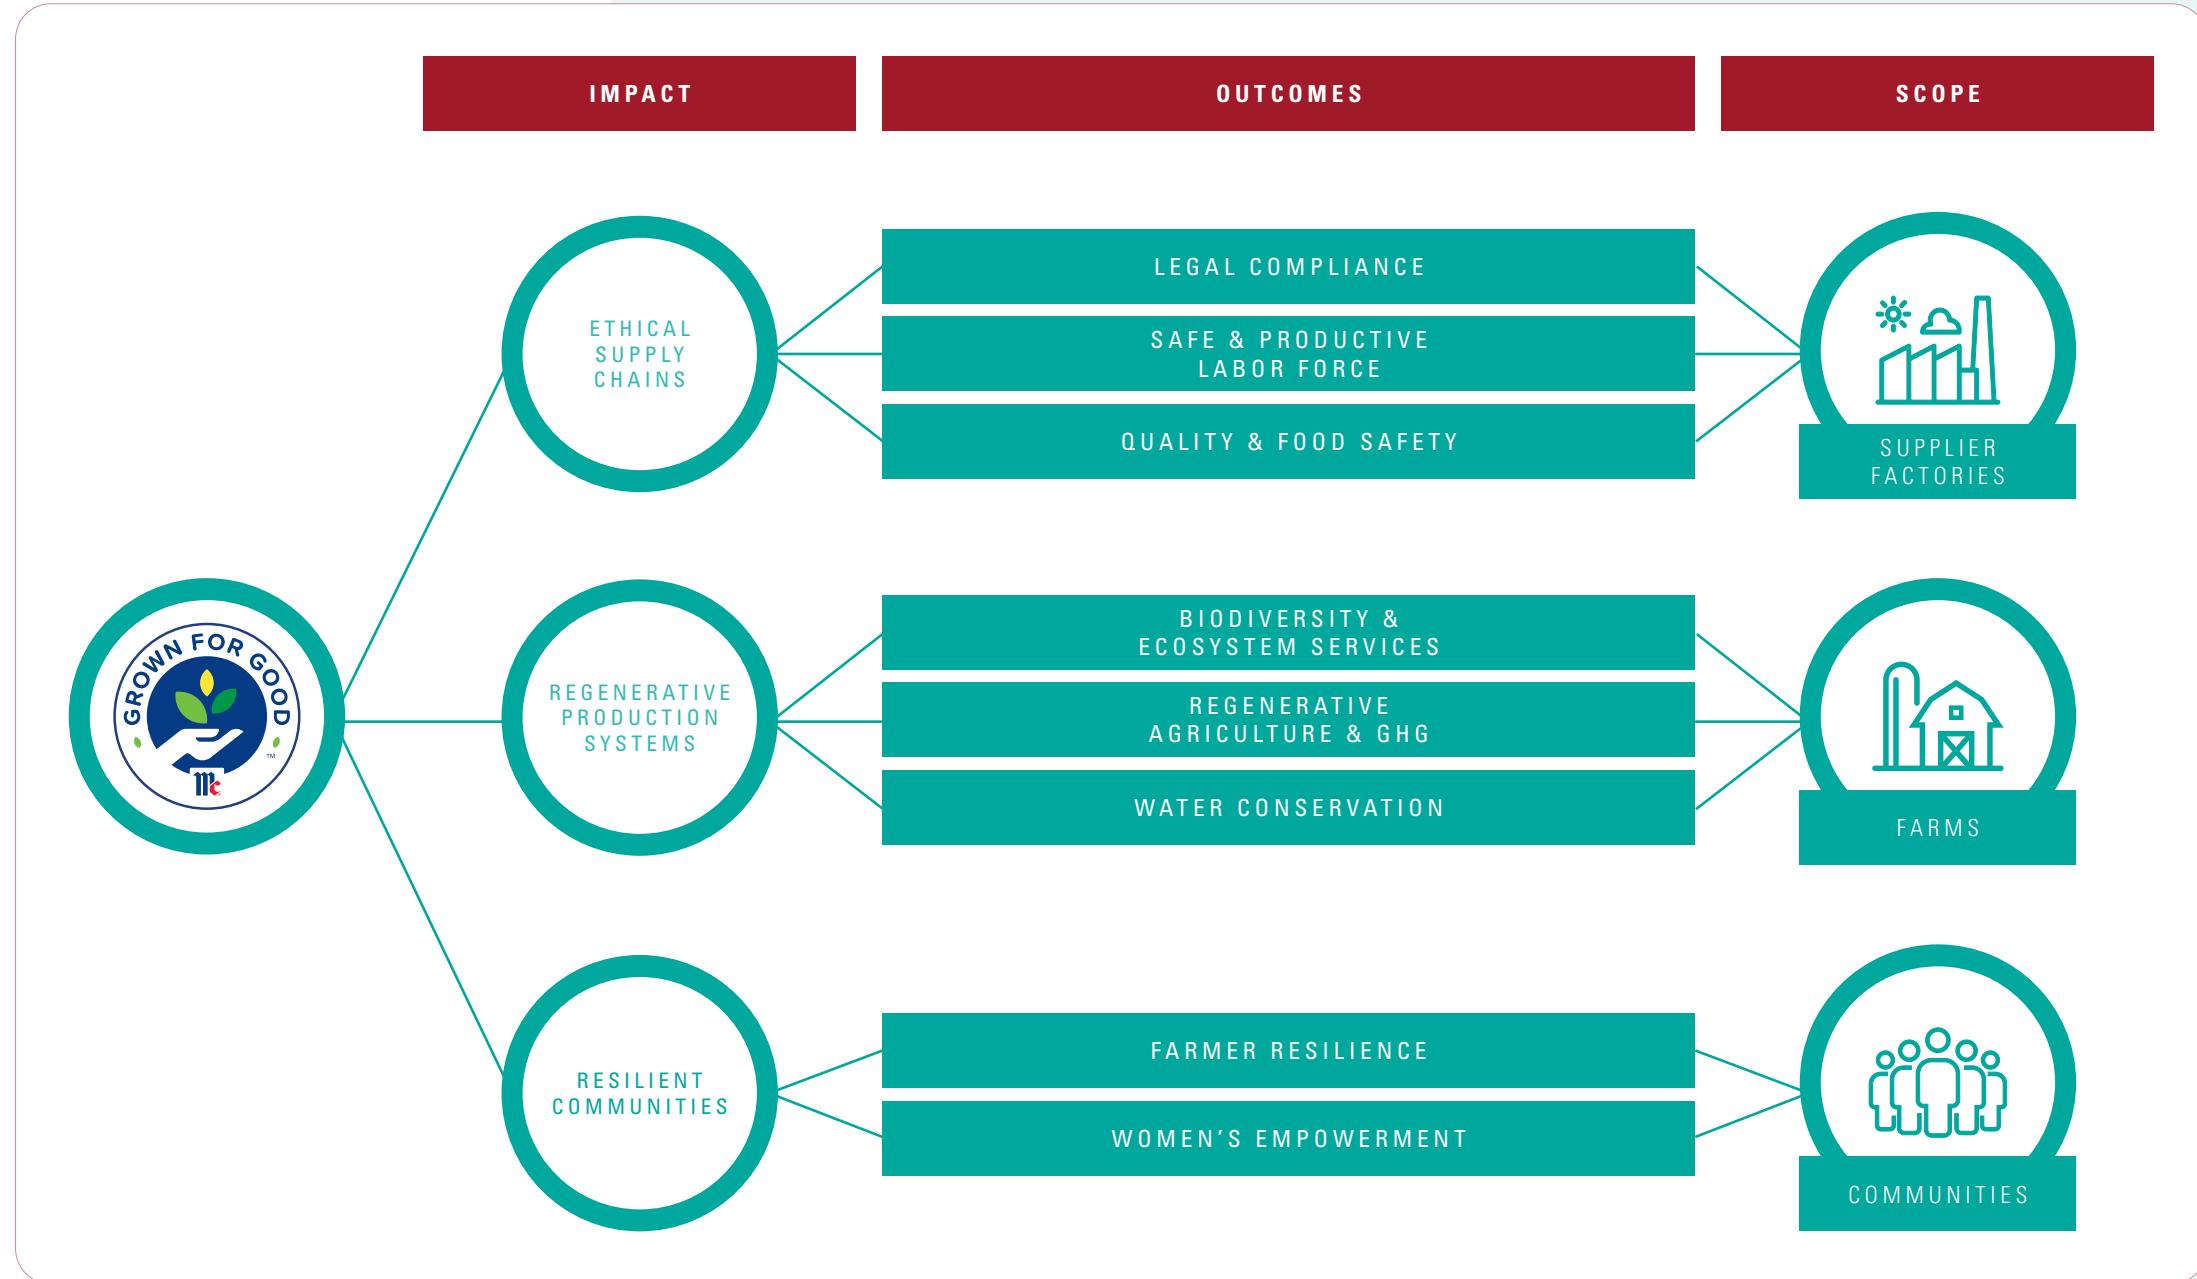 IMPACT
OUTCOMES
SCOPE
ETHICAL
SUPPLY
CHAINS
LEGAL COMPLIANCE
SAFE & PRODUCTIVE
LABOR FORCE
QUALITY & FOOD SAFETY
SUPPLIER
FACTORIES
GROWN FOR GOOD
TM
Mc
REGENERATIVE
PRODUCTION
SYSTEMS
BIODIVERSITY &
ECOSYSTEM SERVICES
REGENERATIVE
AGRICULTURE & GHG
WATER CONSERVATION
FARMS
RESILIENT
COMMUNITIES
FARMER RESILIENCE
WOMEN’S EMPOWERMENT
COMMUNITIES